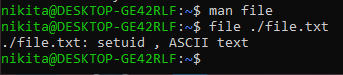 nikita@DESKTOP-GE42RLF:~$ man file
nikita@DESKTOP-GE42RLF:~$ file ./file.txt
./file.txt: setuid , ASCII text
nikita@DESKTOP-GE42RLF:~$